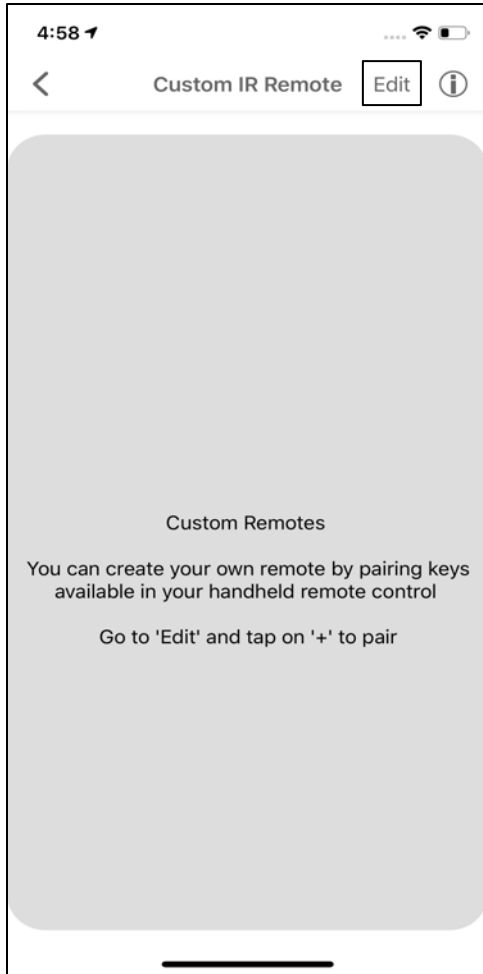 4:58
Custom IR Remote Edit
Custom Remotes
You can create your own remote by pairing keys
available in your handheld remote control
Go to 'Edit' and tap on '+' to pair